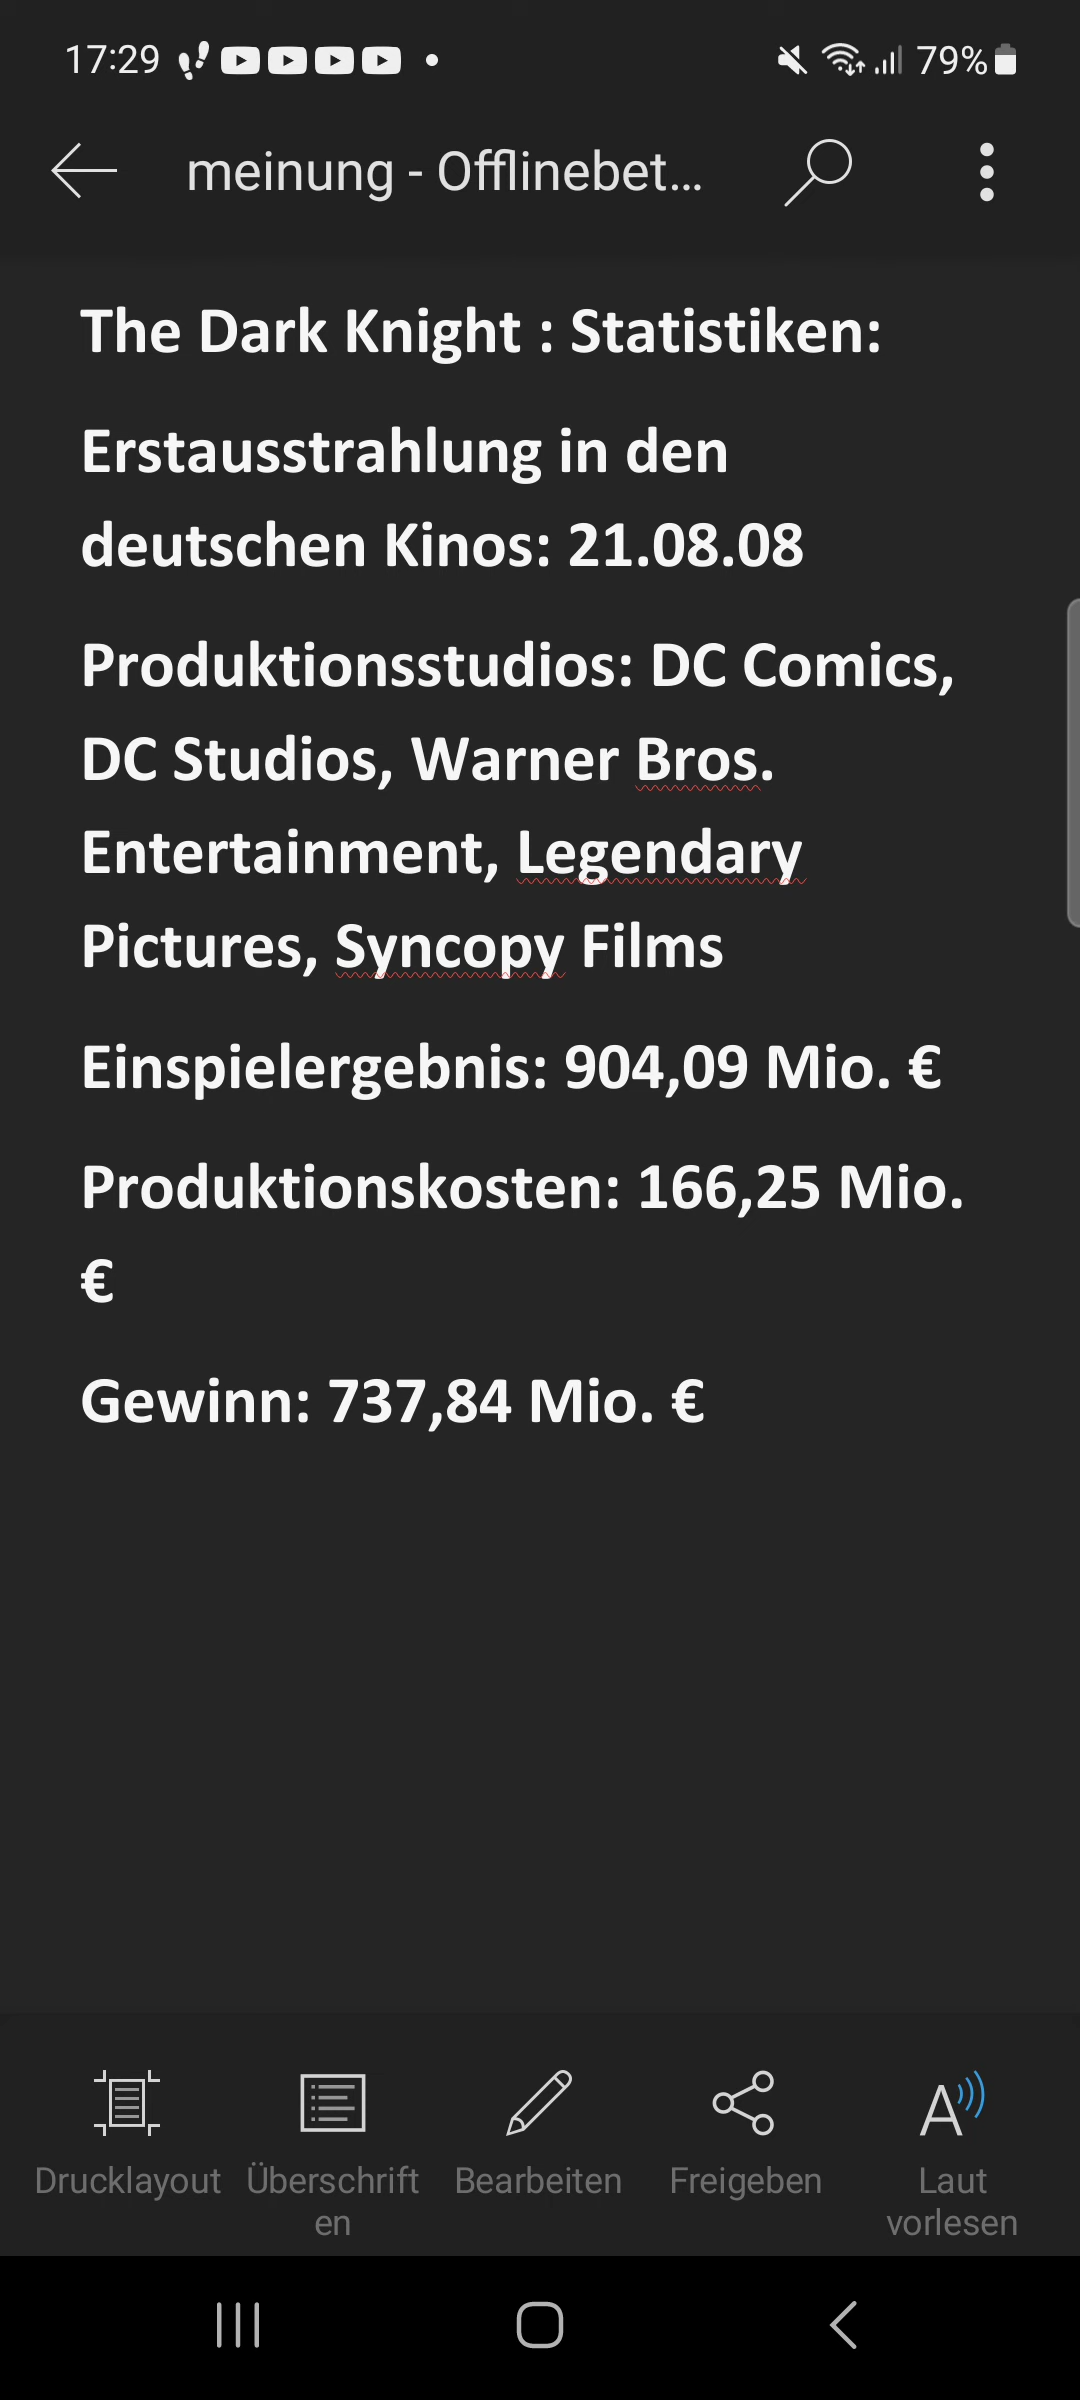 17:29
79%
meinung - Offlinebet...
The Dark Knight : Statistiken:
Erstausstrahlung in den
deutschen Kinos: 21.08.08
Produktionsstudios: DC Comics,
DC Studios, Warner Bros.
Entertainment, Legendary
Pictures, Syncopy Films
Einspielergebnis: 904,09 Mio. €
Produktionskosten: 166,25 Mio.
€
Gewinn: 737,84 Mio. €
Drucklayout
Überschrift
en
Bearbeiten
Freigeben
Laut
vorlesen